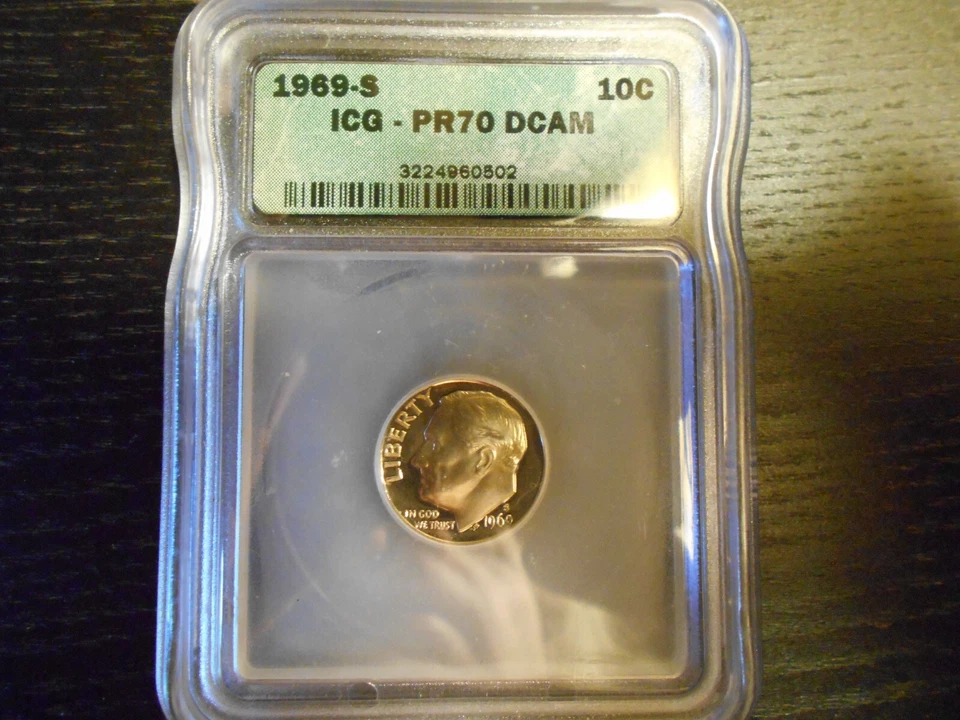 1969-S 10C
ICG - PR70 DCAM
3224960502
LIBERTY
IN GOD
WE TRUST
S
1969